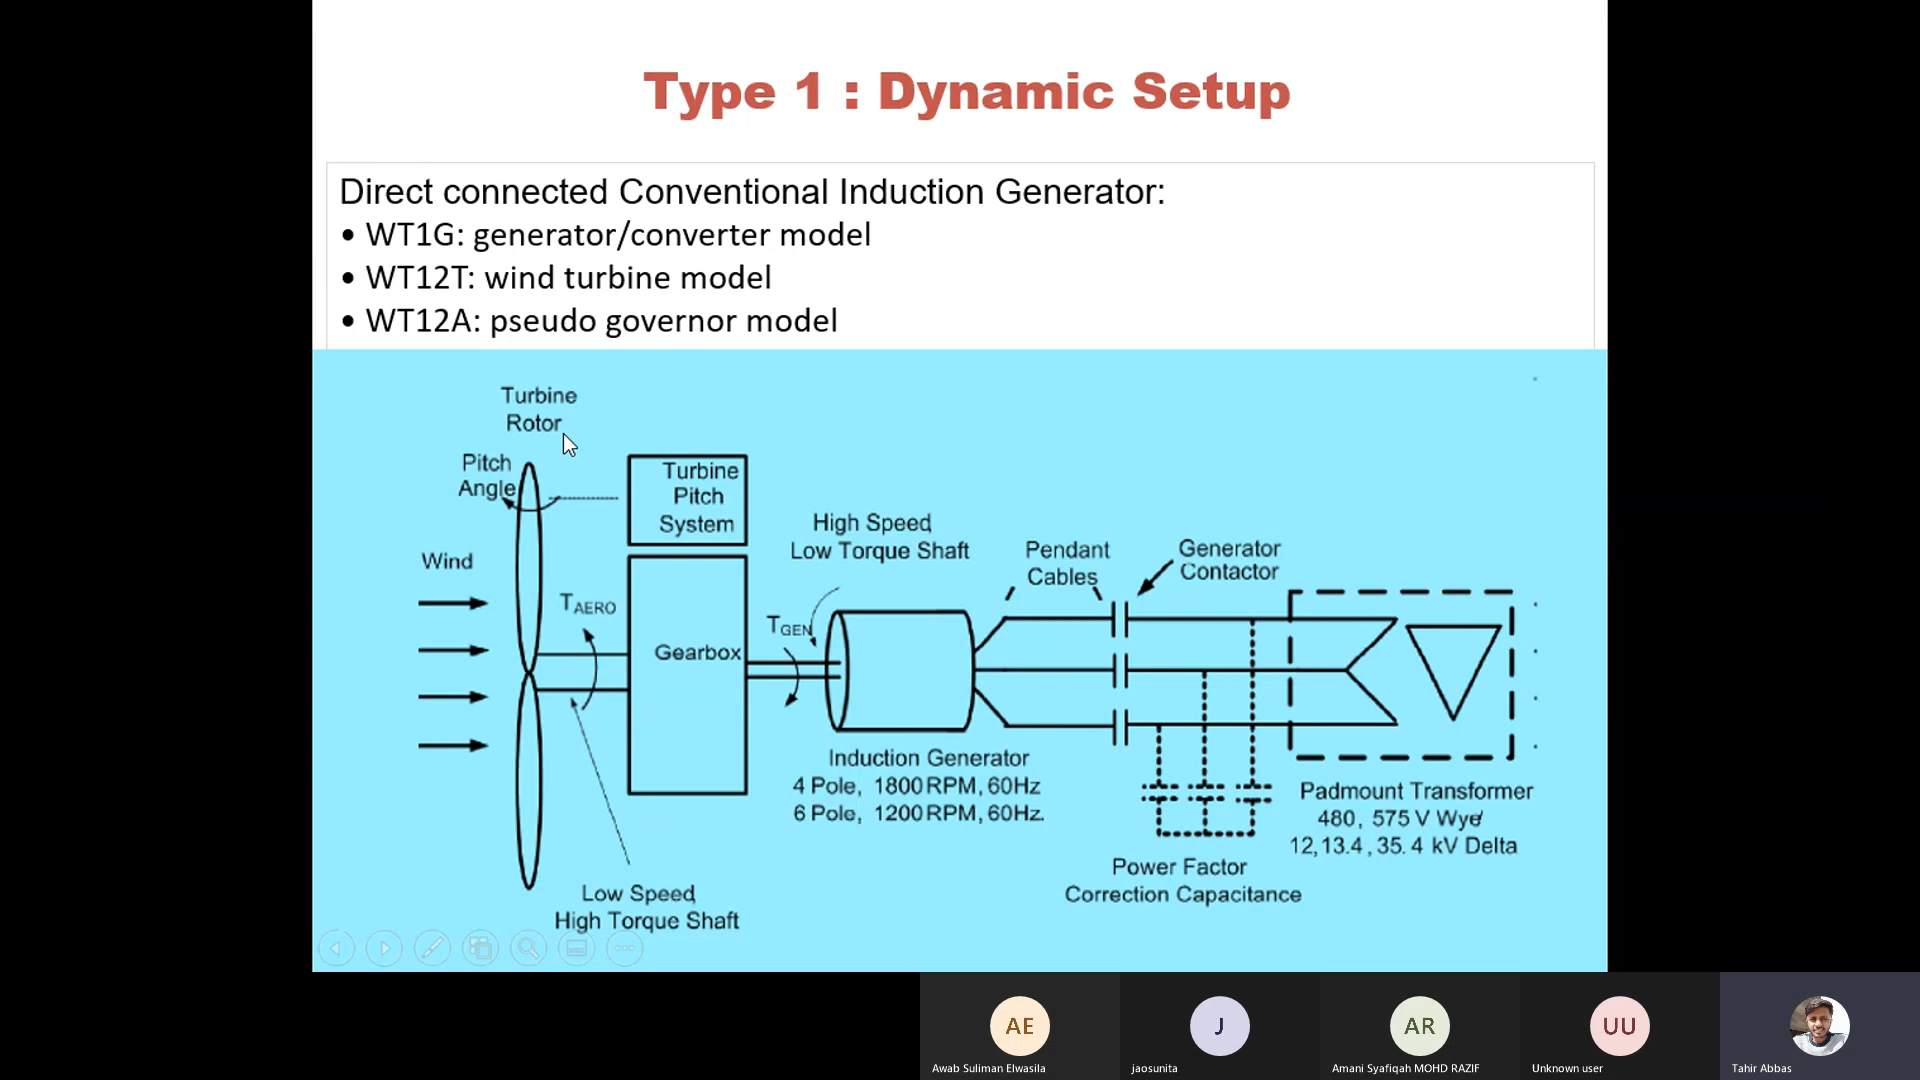 Type 1 : Dynamic Setup
Direct connected Conventional Induction Generator:
• WT1G: generator/converter model
• WT12T: wind turbine model
• WT12A: pseudo governor model
Turbine
Rotor
Pitch
Angle
Turbine
Pitch
System
Wind
High Speed
Low Torque Shaft
Pendant
Cables
Generator
Contactor
TAERO
TGEN
Gearbox
Induction Generator
4 Pole, 1800 RPM, 60Hz
6 Pole, 1200 RPM, 60Hz.
Padmount Transformer
480, 575 V Wye
12,13.4, 35.4 kV Delta
Power Factor
Correction Capacitance
Low Speed
High Torque Shaft
AE
J
AR
UU
Awab Suliman Elwasila
jaosunita
Amani Syafiqah MOHD RAZIF
Unknown user
Tahir Abbas